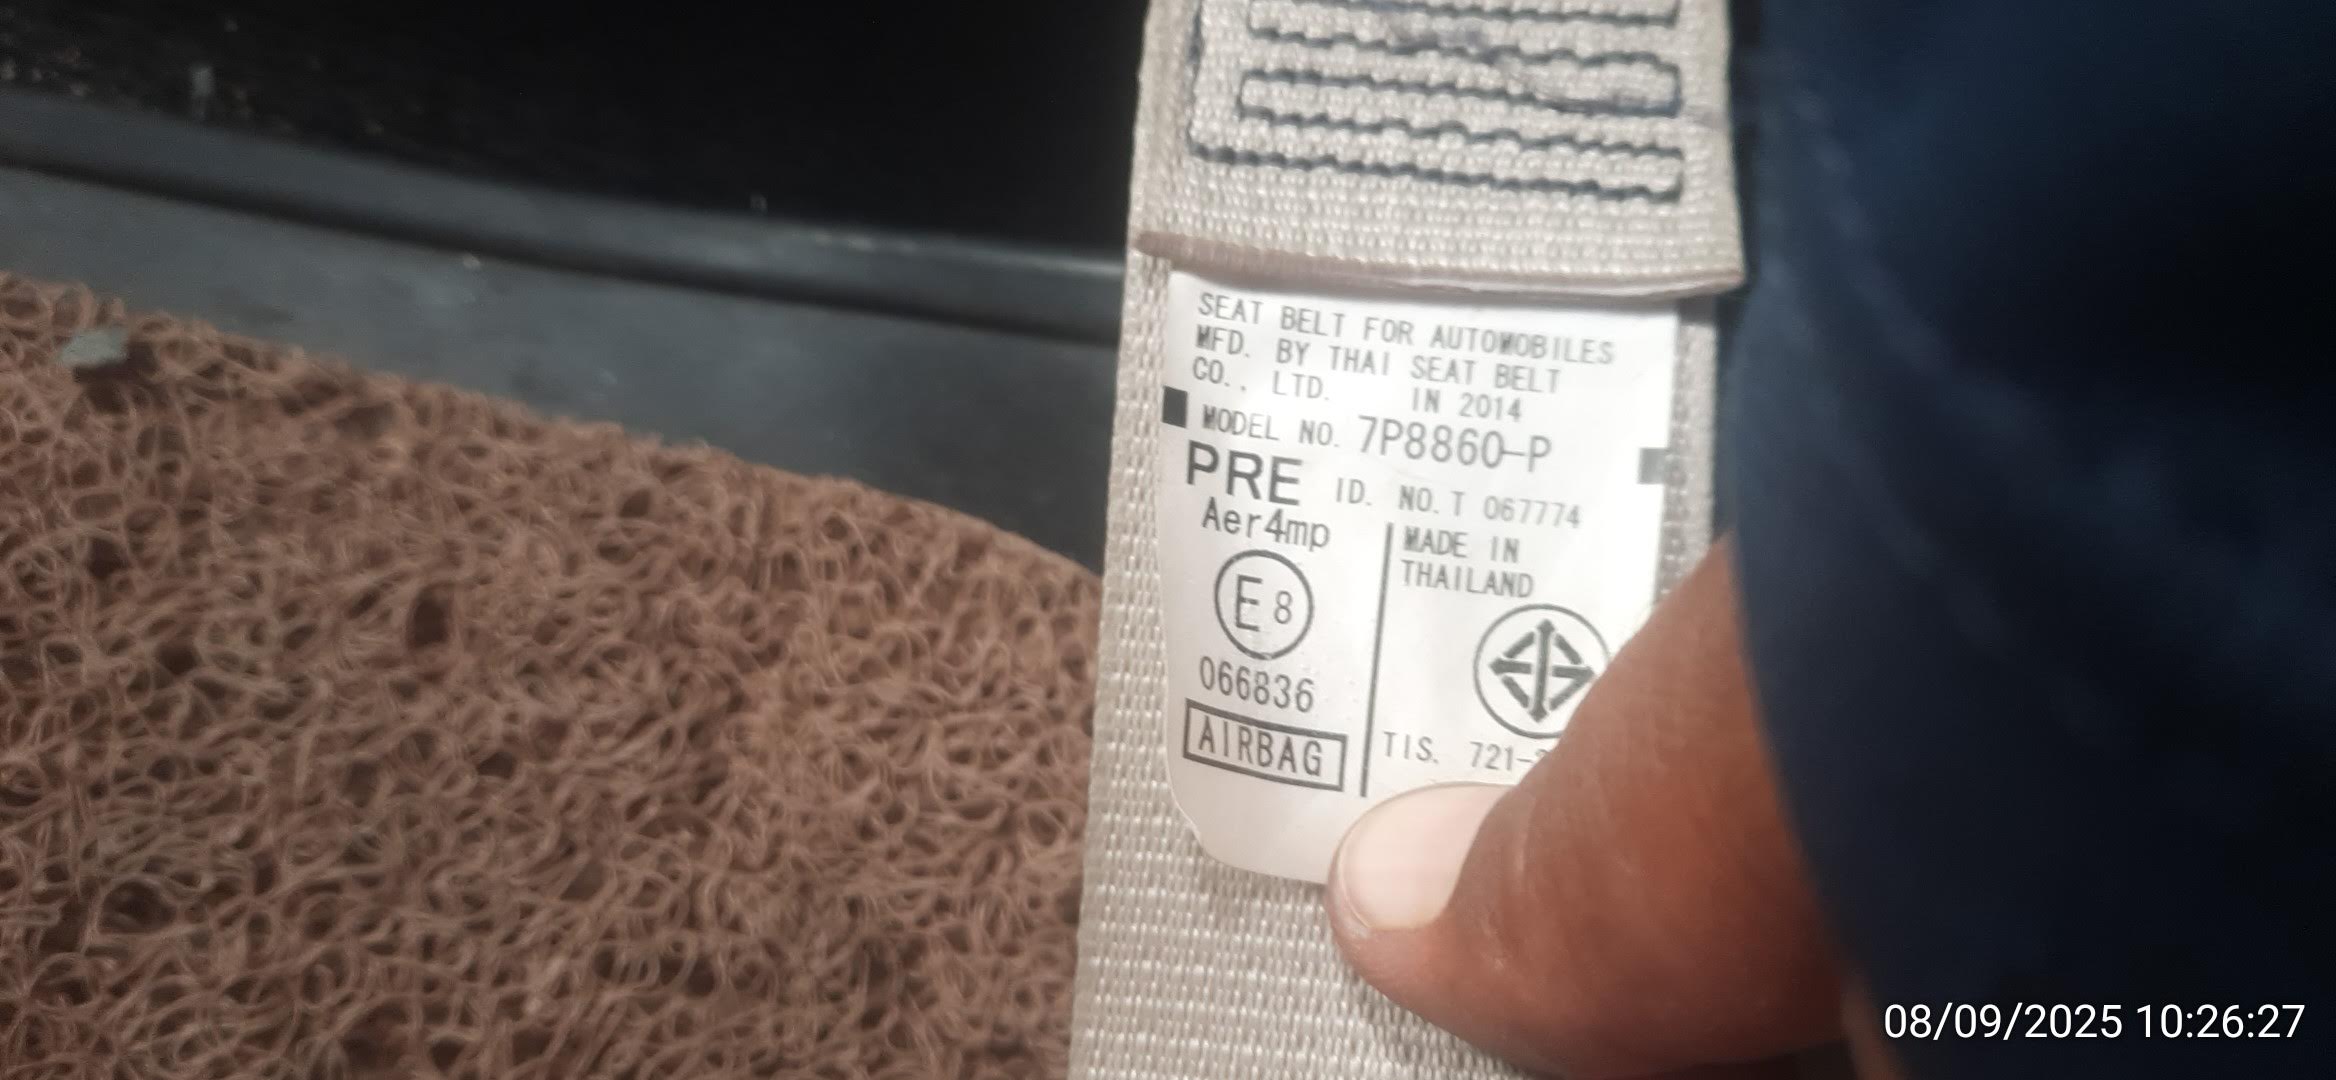 SEAT BELT FOR AUTOMOBILES
MFD. BY THAI SEAT BELT
CO., LTD. IN 2014
MODEL NO. 7P8860-P
PRE ID. NO. T 067774
Aer4mp
E8
066836
AIRBAG
MADE IN
THAILAND
TIS. 721-
08/09/2025 10:26:27